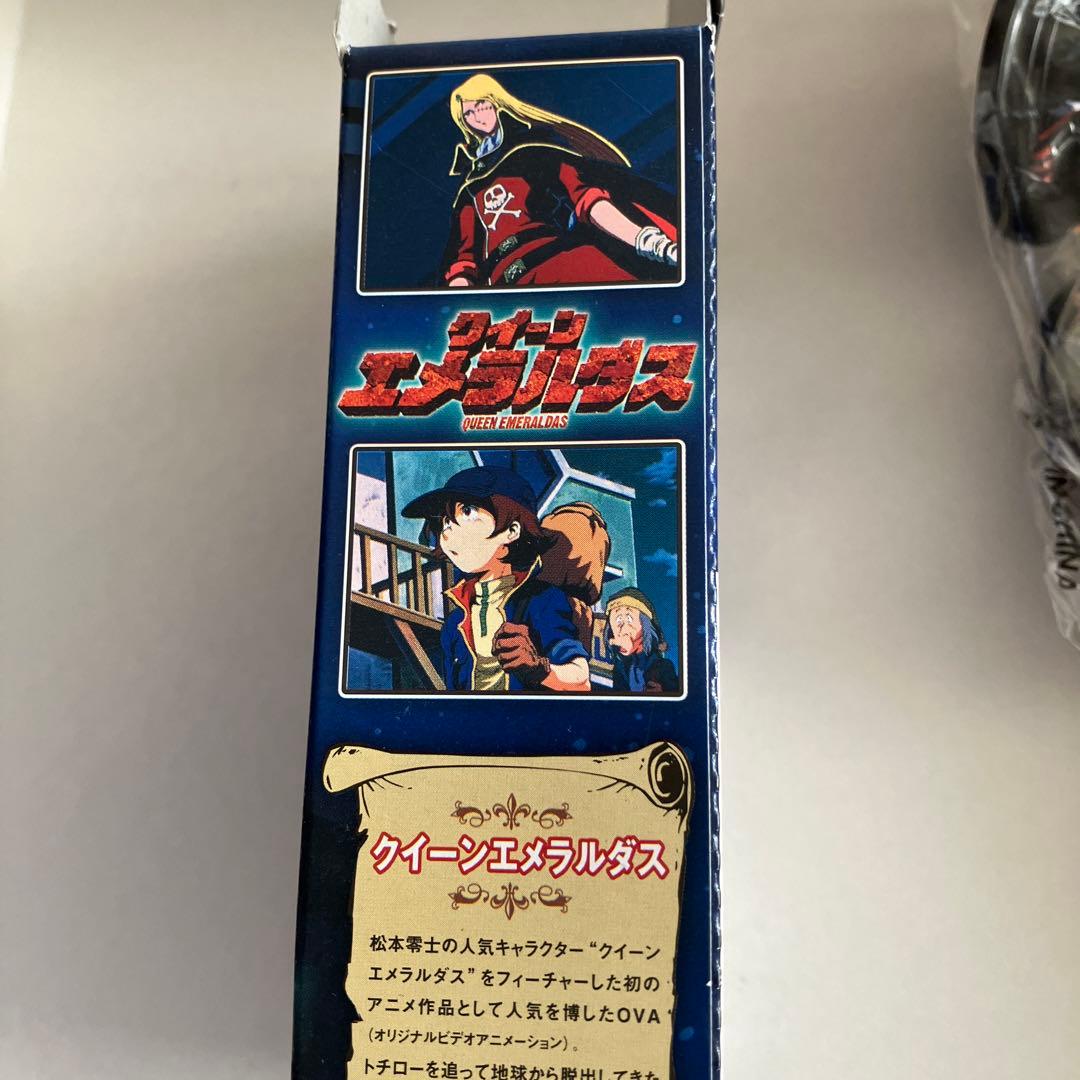 クイーン
エメラルダス
QUEEN EMERALDAS
クイーンエメラルダス
松本零士の人気キャラクター“クイーン
エメラルダス”をフィーチャーした初の
アニメ作品として人気を博したOVA
(オリジナルビデオアニメーション)。
トチローを追って地球から脱出してきた